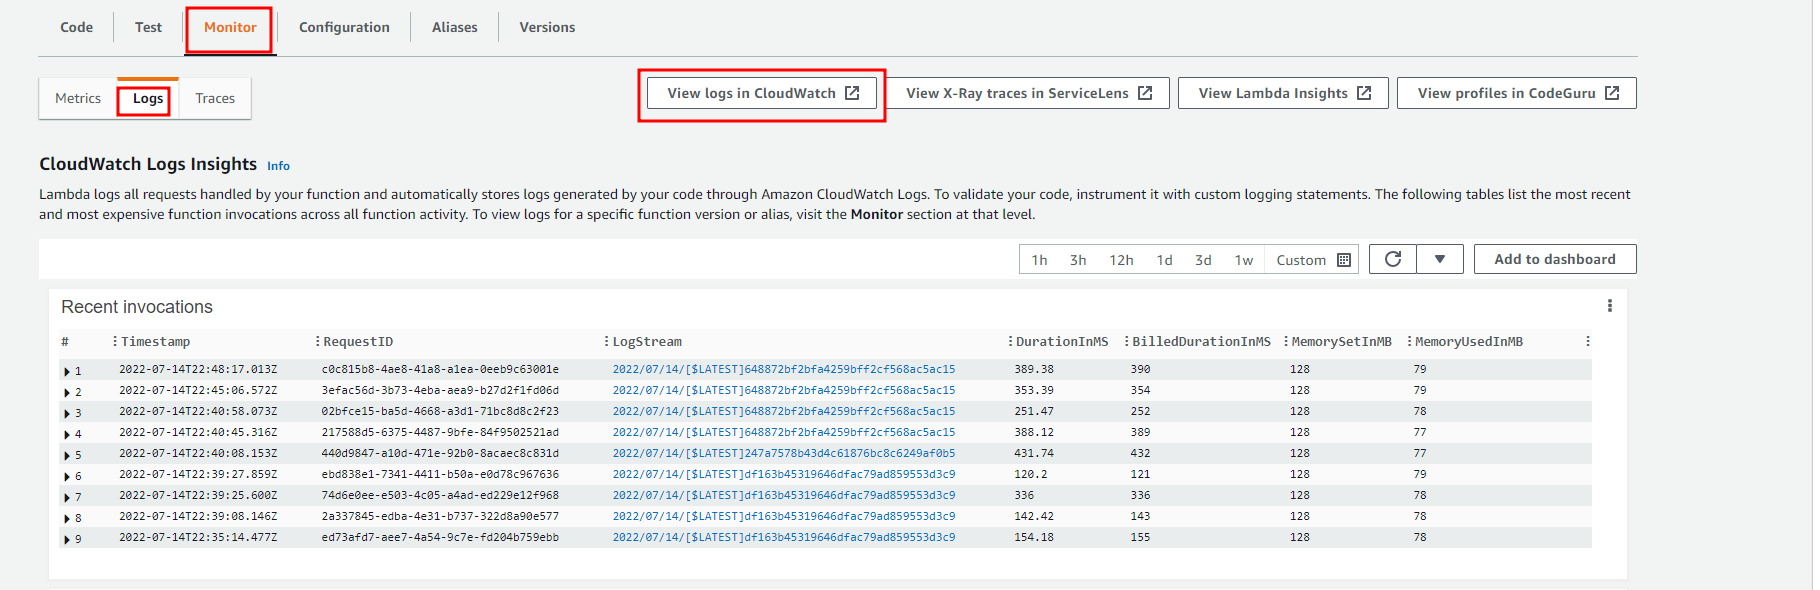 Code Test Monitor Configuration Aliases Versions
Metrics Logs Traces View logs in CloudWatch View X-Ray traces in ServiceLens View Lambda Insights View profiles in CodeGuru
CloudWatch Logs Insights Info
Lambda logs all requests handled by your function and automatically stores logs generated by your code through Amazon CloudWatch Logs. To validate your code, instrument it with custom logging statements. The following tables list the most recent
and most expensive function invocations across all function activity. To view logs for a specific function version or alias, visit the Monitor section at that level.
1h 3h 12h 1d 3d 1w Custom Add to dashboard
Recent invocations
# Timestamp RequestID LogStream DurationInMS BilledDurationInMS MemorySetInMB MemoryUsedInMB
1 2022-07-14T22:48:17.013Z c0c815b8-4ae8-41a8-a1ea-0eeb9c63001e 2022/07/14/[$LATEST]648872bf2bfa4259bff2cf568ac5ac15 389.38 390 128 79
2 2022-07-14T22:45:06.572Z 3efac56d-3b73-4eba-aea9-b27d2f1fd06d 2022/07/14/[$LATEST]648872bf2bfa4259bff2cf568ac5ac15 353.39 354 128 79
3 2022-07-14T22:40:58.073Z 02bfce15-ba5d-4668-a3d1-71bc8d8c2f23 2022/07/14/[$LATEST]648872bf2bfa4259bff2cf568ac5ac15 251.47 252 128 78
4 2022-07-14T22:40:45.316Z 217588d5-6375-4487-9bfe-84f9502521ad 2022/07/14/[$LATEST]648872bf2bfa4259bff2cf568ac5ac15 388.12 389 128 77
5 2022-07-14T22:40:08.153Z 440d9847-a10d-471e-92b0-8acaec8c831d 2022/07/14/[$LATEST]247a7578b43d4c61876bc8c6249af0b5 431.74 432 128 77
6 2022-07-14T22:39:27.859Z ebd838e1-7341-4411-b50a-e0d78c967636 2022/07/14/[$LATEST]df163b45319646dfac79ad859553d3c9 120.2 121 128 79
7 2022-07-14T22:39:25.600Z 74d6e0ee-e503-4c05-a4ad-ed229e12f968 2022/07/14/[$LATEST]df163b45319646dfac79ad859553d3c9 336 336 128 78
8 2022-07-14T22:39:08.146Z 2a337845-edba-4e31-b737-322d8a90e577 2022/07/14/[$LATEST]df163b45319646dfac79ad859553d3c9 142.42 143 128 78
9 2022-07-14T22:35:14.477Z ed73afd7-aee7-4a54-9c7e-fd204b759ebb 2022/07/14/[$LATEST]df163b45319646dfac79ad859553d3c9 154.18 155 128 78